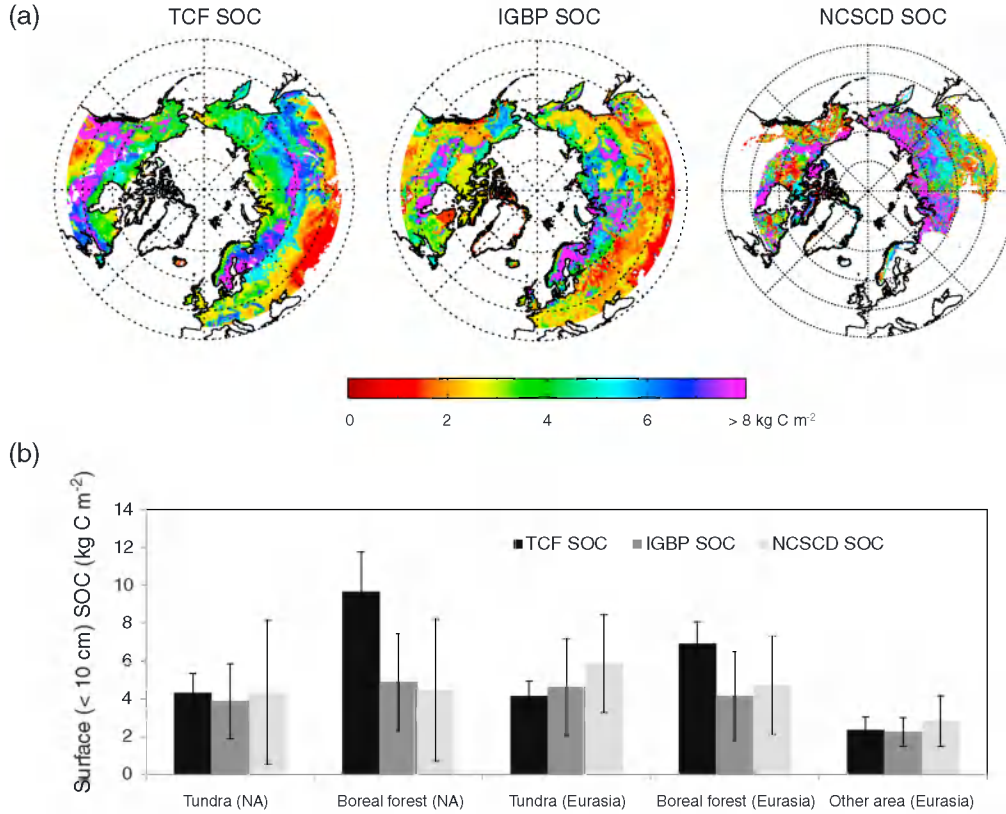 (a)
TCF SOC
IGBP SOC
NCSCD SOC
0
2
4
6
> 8 kg C m⁻²
(b)
Surface (< 10 cm) SOC (kg C m⁻²)
14
12
10
8
6
4
2
0
TCF SOC
IGBP SOC
NCSCD SOC
Tundra (NA)
Boreal forest (NA)
Tundra (Eurasia)
Boreal forest (Eurasia)
Other area (Eurasia)